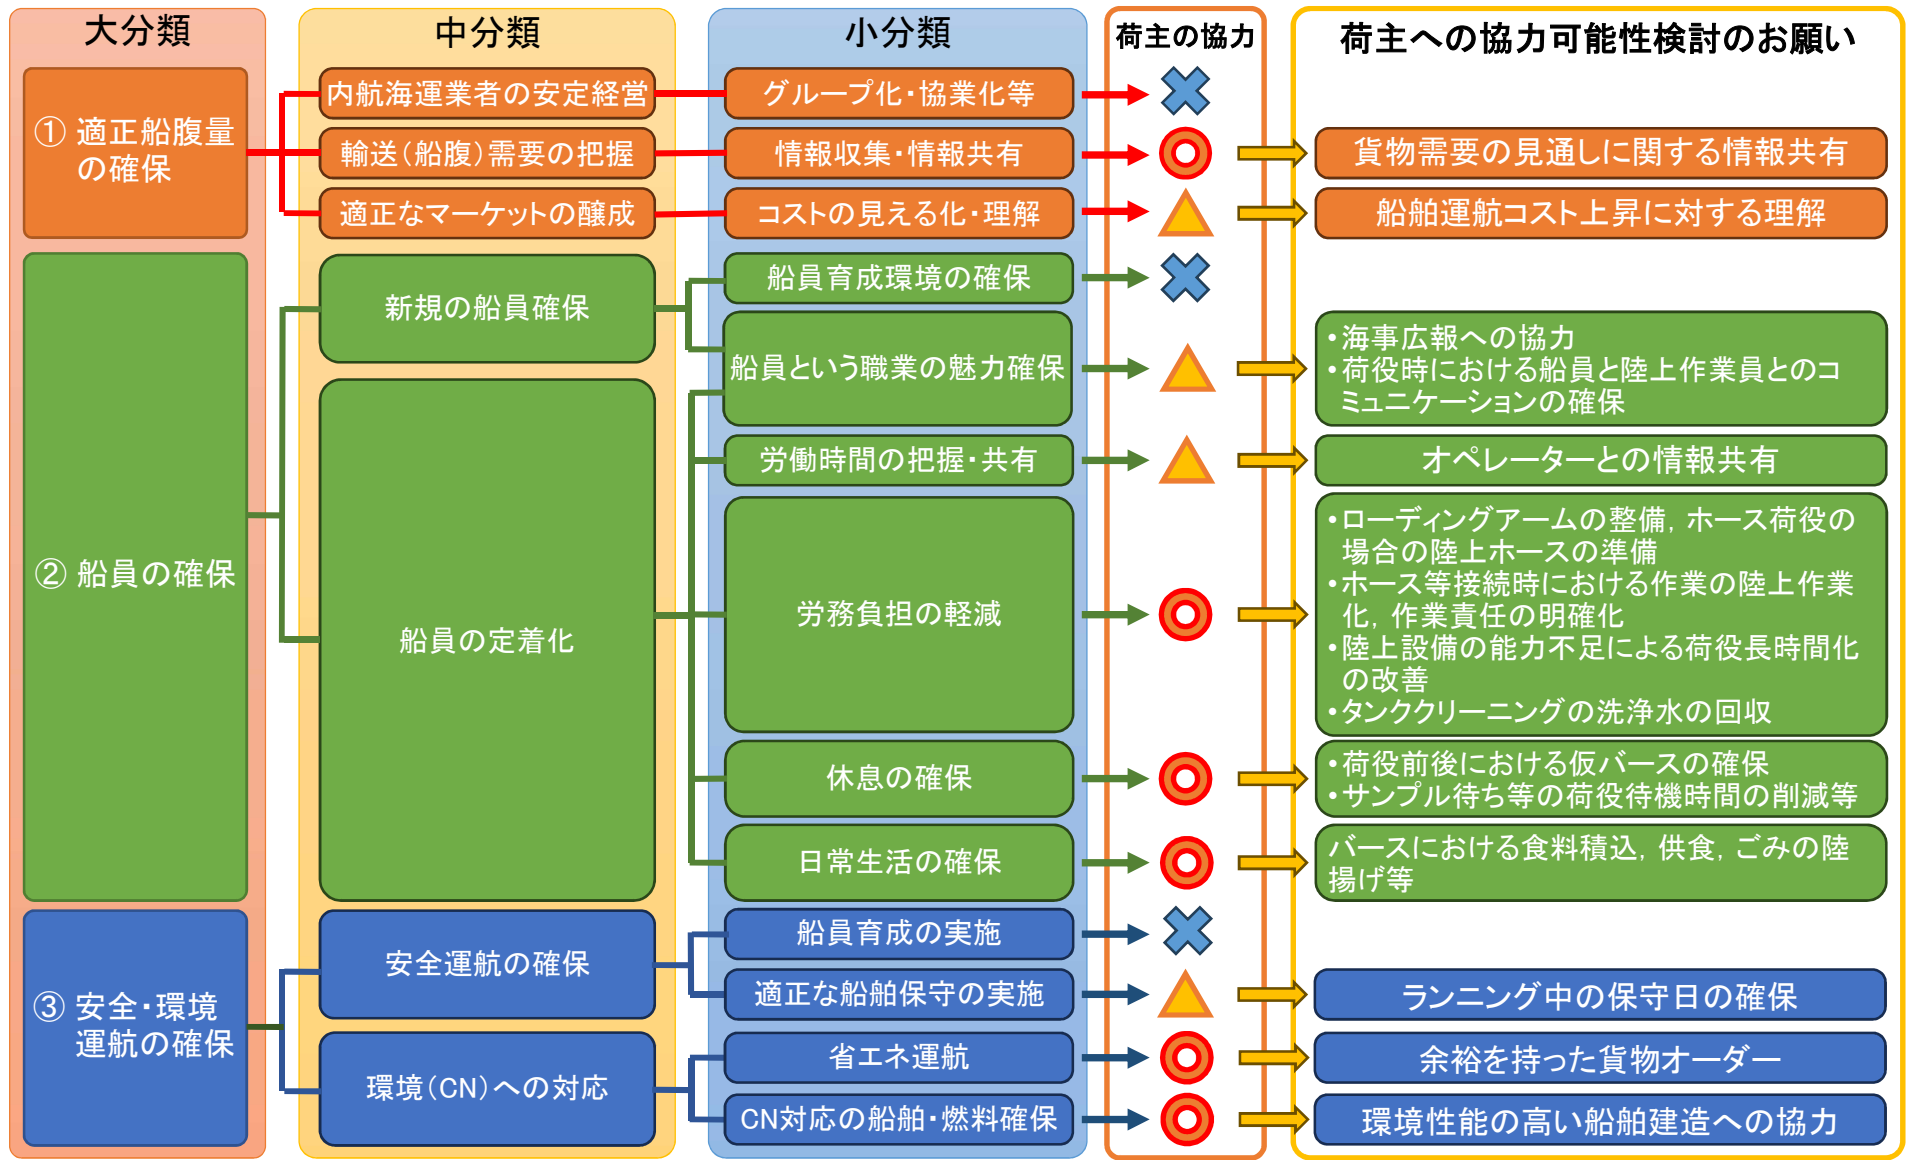 大分類
中分類
小分類
荷主の協力
荷主への協力可能性検討のお願い
① 適正船腹量
の確保
内航海運業者の安定経営
グループ化・協業化等
輸送（船腹）需要の把握
情報収集・情報共有
貨物需要の見通しに関する情報共有
適正なマーケットの醸成
コストの見える化・理解
船舶運航コスト上昇に対する理解
② 船員の確保
新規の船員確保
船員育成環境の確保
船員という職業の魅力確保
・海事広報への協力
・荷役時における船員と陸上作業員とのコ
ミュニケーションの確保
船員の定着化
労働時間の把握・共有
オペレーターとの情報共有
労務負担の軽減
・ローディングアームの整備，ホース荷役の
場合の陸上ホースの準備
・ホース等接続時における作業の陸上作業
化，作業責任の明確化
・陸上設備の能力不足による荷役長時間化
の改善
・タンククリーニングの洗浄水の回収
休息の確保
・荷役前後における仮バースの確保
・サンプル待ち等の荷役待機時間の削減等
日常生活の確保
バースにおける食料積込，供食，ごみの陸
揚げ等
③ 安全・環境
運航の確保
安全運航の確保
船員育成の実施
適正な船舶保守の実施
ランニング中の保守日の確保
環境（CN）への対応
省エネ運航
余裕を持った貨物オーダー
CN対応の船舶・燃料確保
環境性能の高い船舶建造への協力